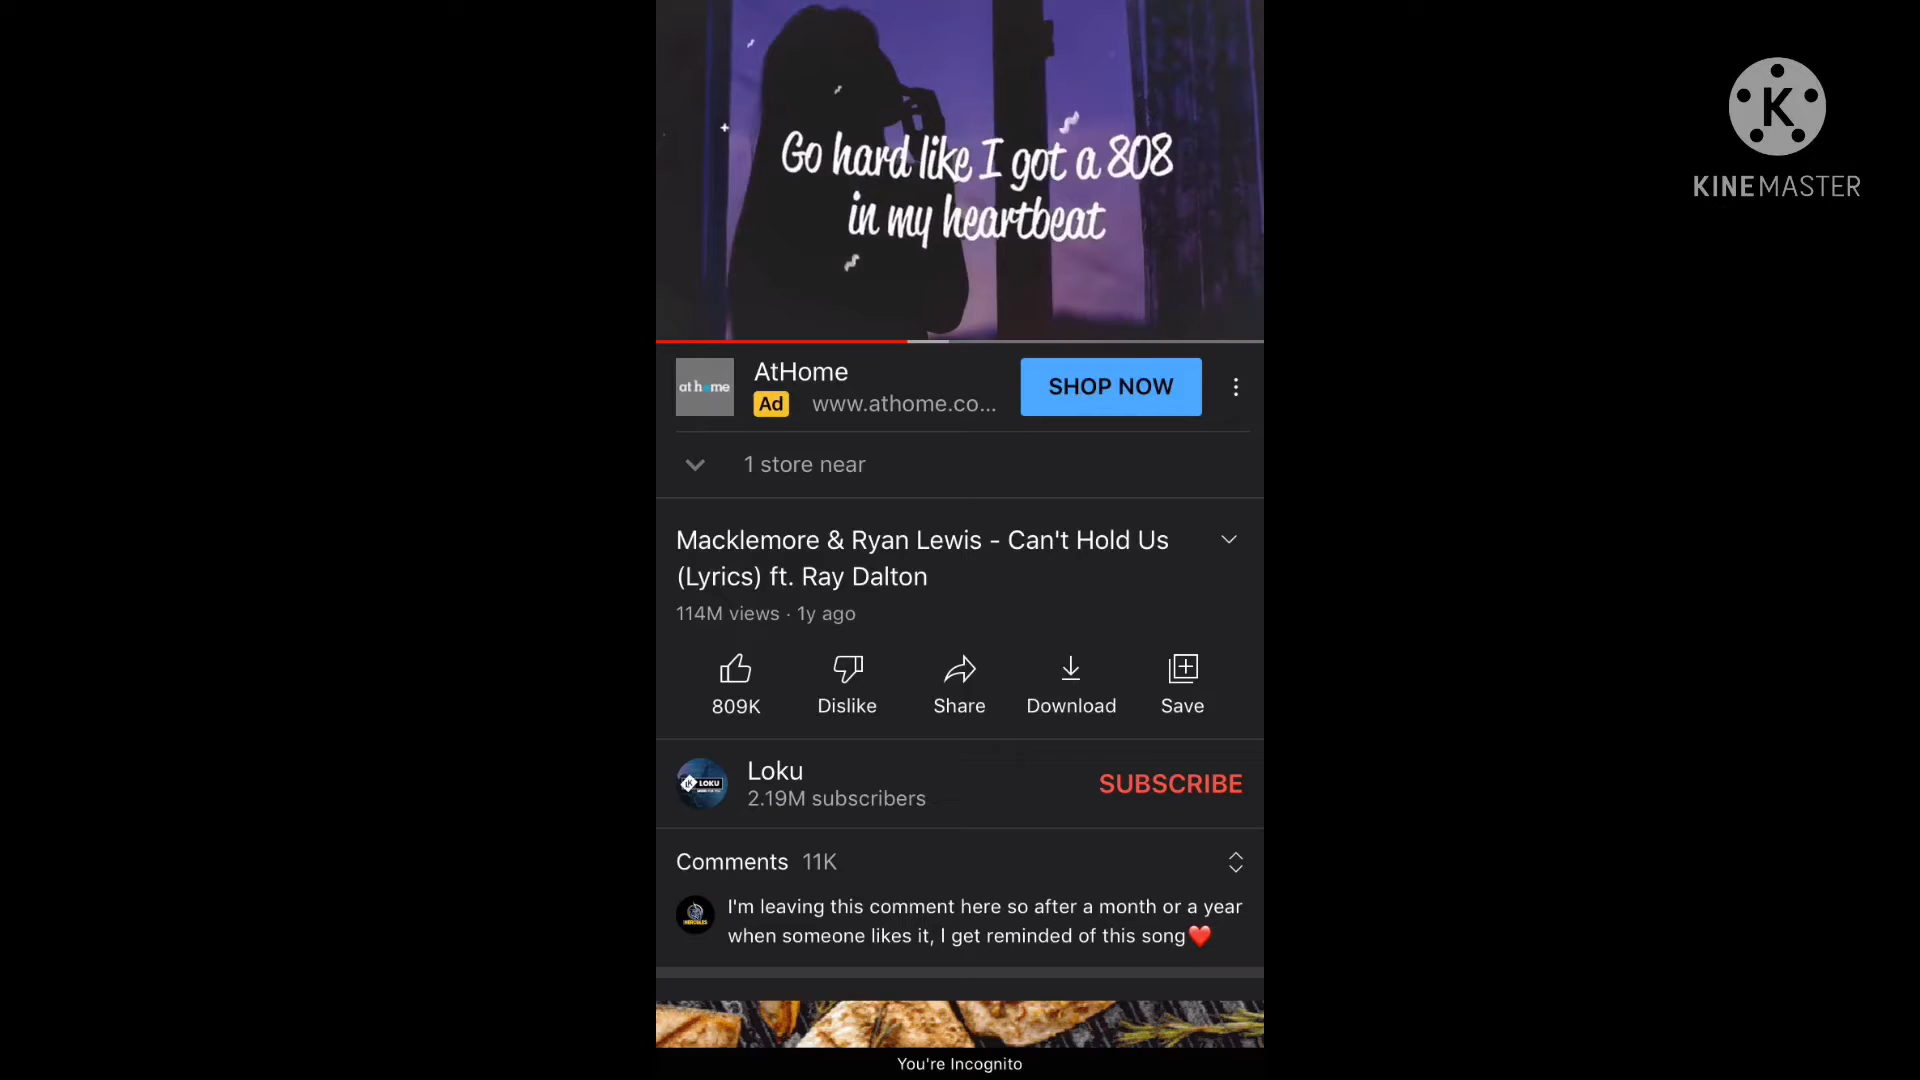 Go hard like I got a 808
in my heartbeat
KINEMASTER
at home
AtHome
SHOP NOW
Ad www.athome.co...
1 store near
Macklemore & Ryan Lewis - Can't Hold Us
(Lyrics) ft. Ray Dalton
114M views · 1y ago
809K Dislike Share Download Save
LOKU
Loku
2.19M subscribers
SUBSCRIBE
Comments 11K
I'm leaving this comment here so after a month or a year
when someone likes it, I get reminded of this song❤️
You're Incognito